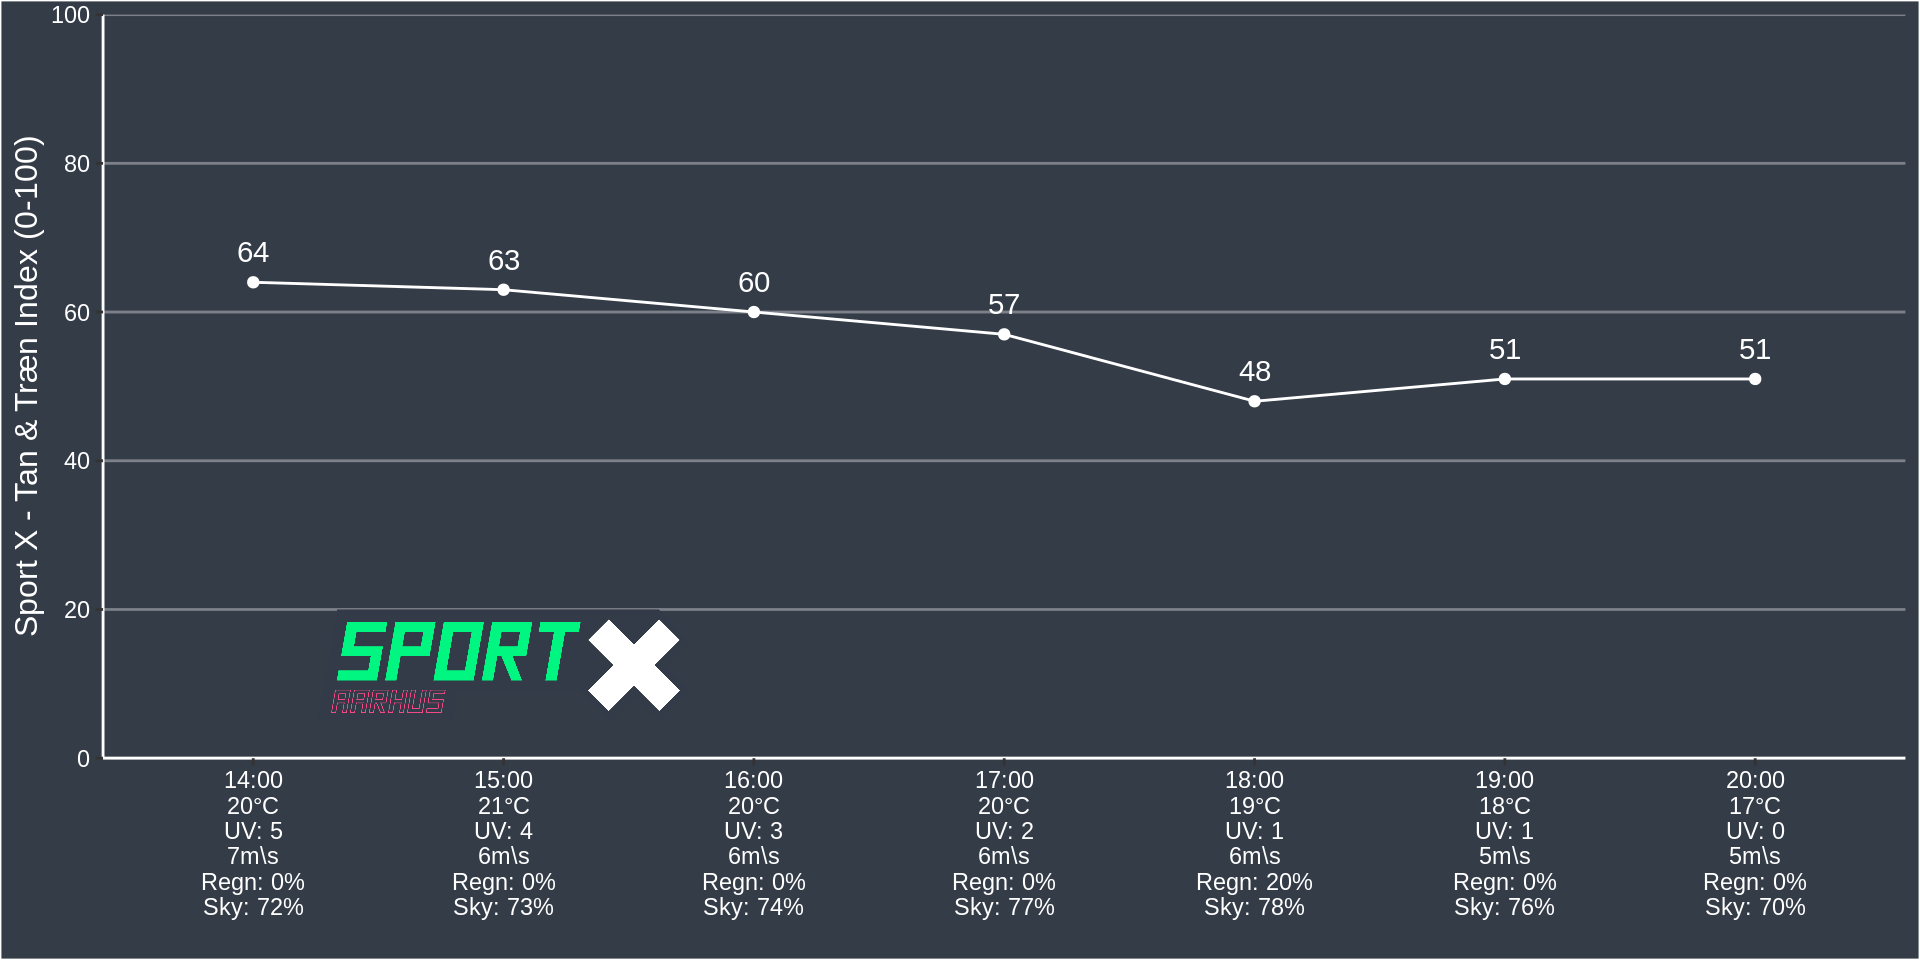 Sport X - Tan & Træn Index (0-100)
100
80
60
40
20
0
64
63
60
57
48
51
51
SPORT X
AARHUS
14:00
20°C
UV: 5
7m\s
Regn: 0%
Sky: 72%
15:00
21°C
UV: 4
6m\s
Regn: 0%
Sky: 73%
16:00
20°C
UV: 3
6m\s
Regn: 0%
Sky: 74%
17:00
20°C
UV: 2
6m\s
Regn: 0%
Sky: 77%
18:00
19°C
UV: 1
6m\s
Regn: 20%
Sky: 78%
19:00
18°C
UV: 1
5m\s
Regn: 0%
Sky: 76%
20:00
17°C
UV: 0
5m\s
Regn: 0%
Sky: 70%